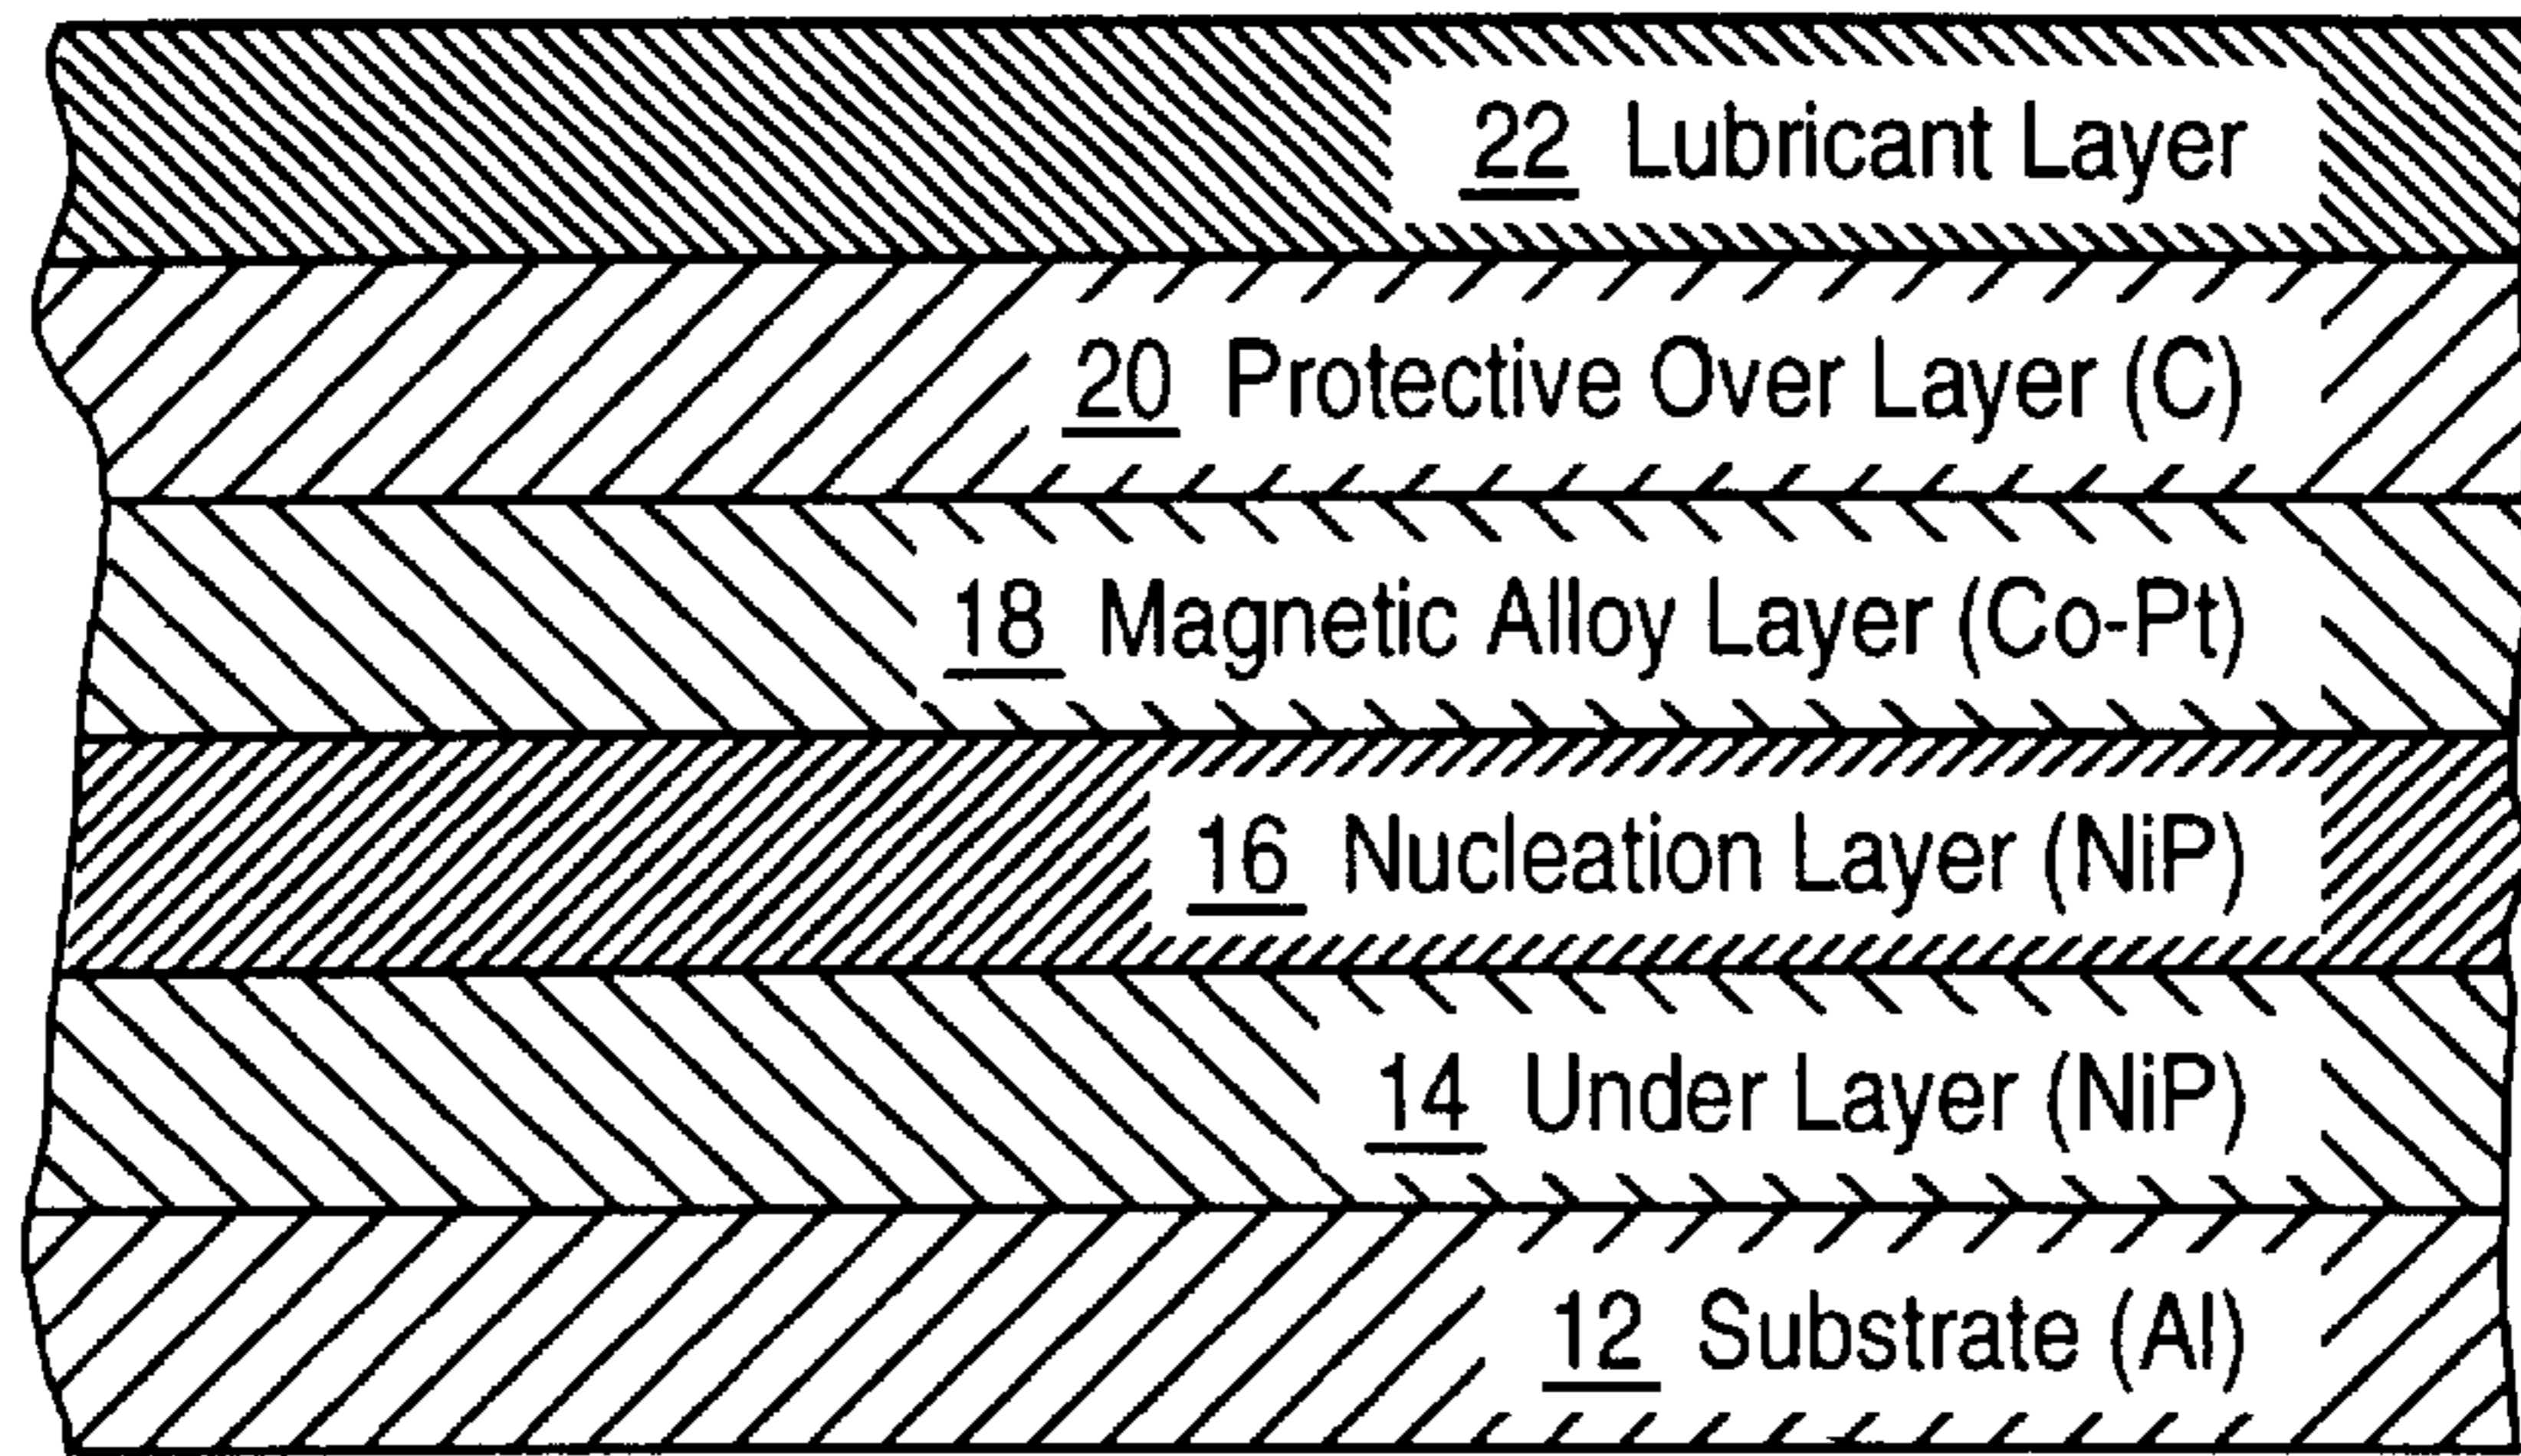 22 Lubricant Layer
20 Protective Over Layer (C)
18 Magnetic Alloy Layer (Co-Pt)
16 Nucleation Layer (NiP)
14 Under Layer (NiP)
12 Substrate (Al)